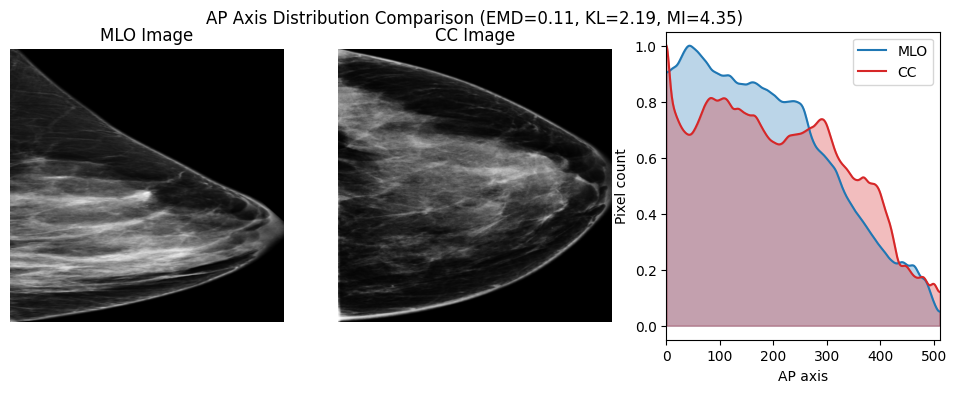 AP Axis Distribution Comparison (EMD=0.11, KL=2.19, MI=4.35)
MLO Image
CC Image
MLO
CC
Pixel count
1.0
0.8
0.6
0.4
0.2
0.0
0 100 200 300 400 500
AP axis